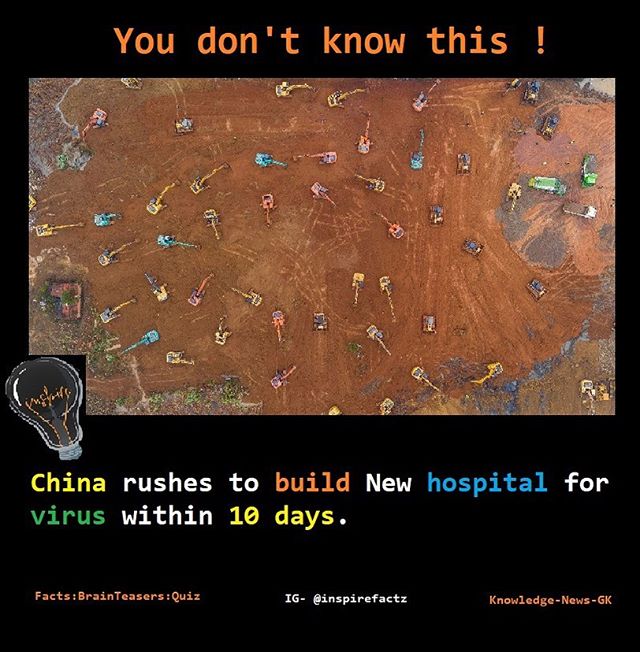 You don't know this !
China rushes to build New hospital for
virus within 10 days.
Facts:BrainTeasers:Quiz
IG- @inspirefactz
Knowledge-News-GK